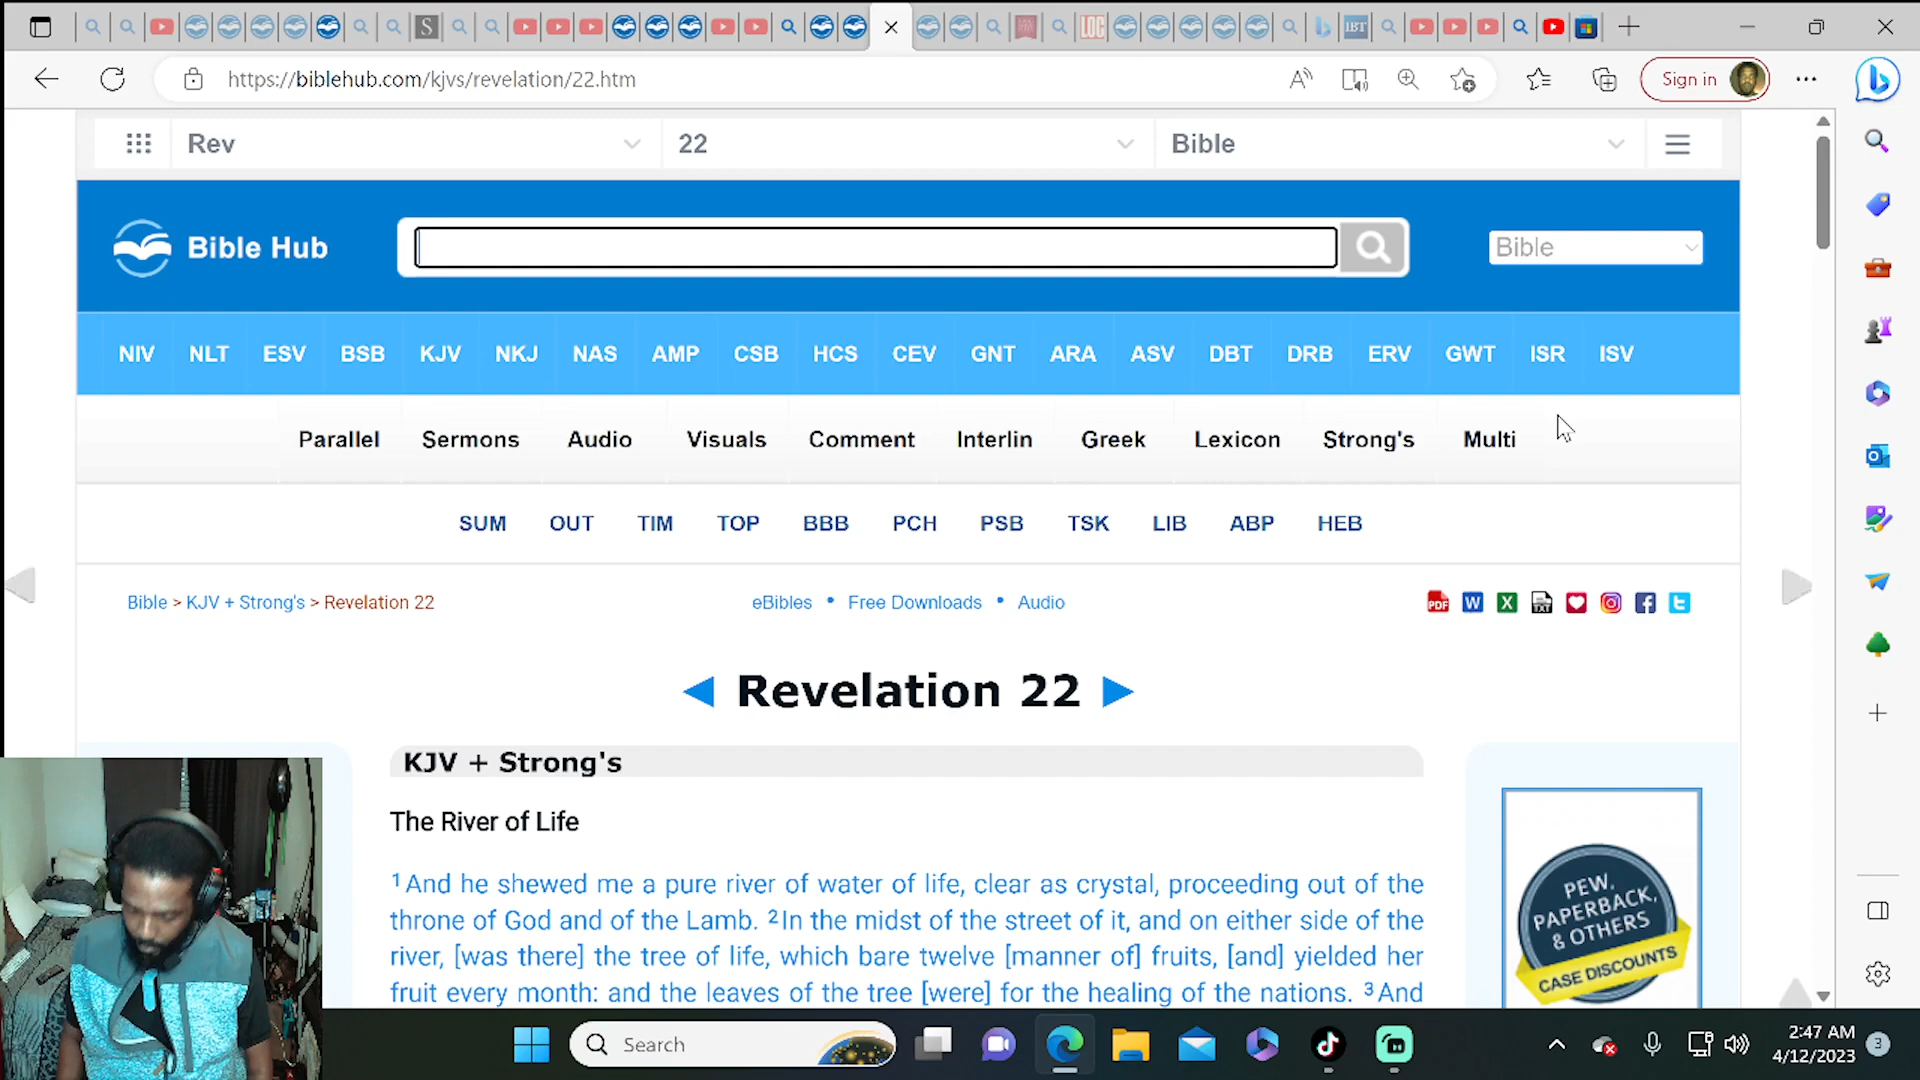 S
LOC
IBT
https://biblehub.com/kjvs/revelation/22.htm
Sign in
Rev
22
Bible
Bible Hub
Bible
NIV NLT ESV BSB KJV NKJ NAS AMP CSB HCS CEV GNT ARA ASV DBT DRB ERV GWT ISR ISV
Parallel Sermons Audio Visuals Comment Interlin Greek Lexicon Strong's Multi
SUM OUT TIM TOP BBB PCH PSB TSK LIB ABP HEB
Bible > KJV + Strong's > Revelation 22
eBibles • Free Downloads • Audio
PDF W X TXT
Revelation 22
KJV + Strong's
The River of Life
1And he shewed me a pure river of water of life, clear as crystal, proceeding out of the
throne of God and of the Lamb. 2In the midst of the street of it, and on either side of the
river, [was there] the tree of life, which bare twelve [manner of] fruits, [and] yielded her
fruit every month: and the leaves of the tree [were] for the healing of the nations. 3And
PEW,
PAPERBACK,
& OTHERS
CASE DISCOUNTS
Search
2:47 AM
4/12/2023
3